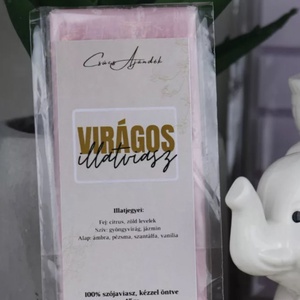 Csúcs Ajándék
VIRÁGOS
illatviasz
Illatjegyei:
Fej: citrus, zöld levelek
Szív: gyöngyvirág, jázmin
Alap: ámbra, pézsma, szantálfa, vanília
100% szójaviasz, kézzel öntve